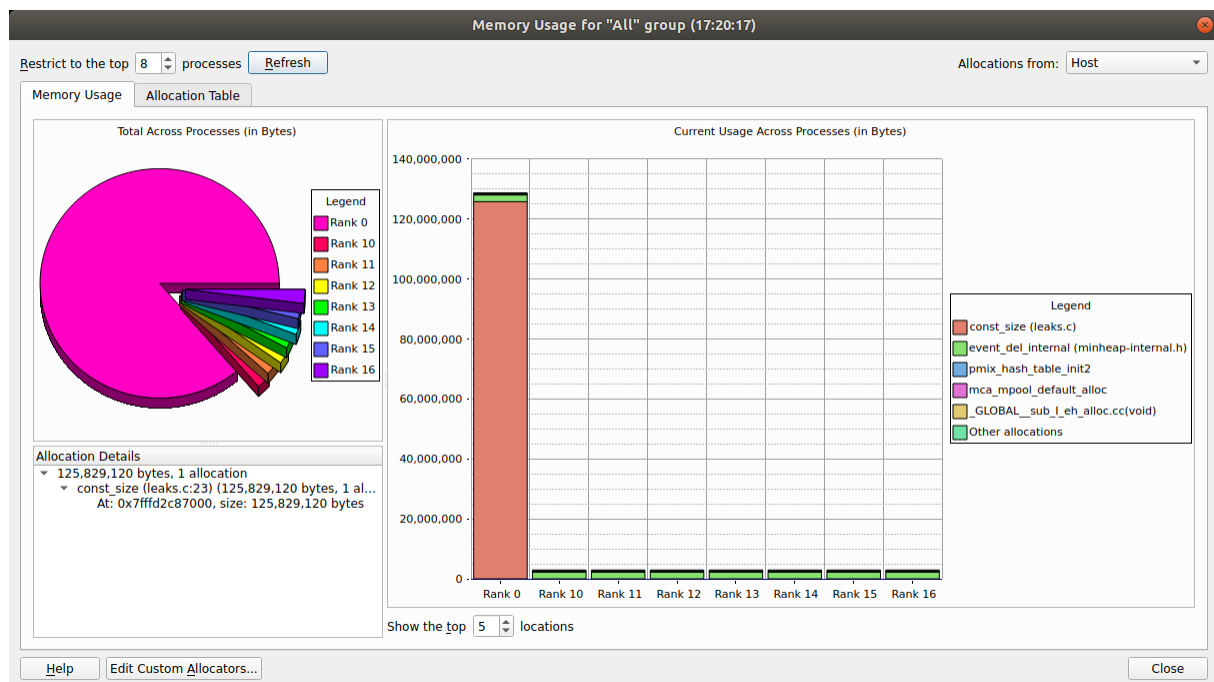 Memory Usage for "All" group (17:20:17)
Restrict to the top 8 processes Refresh Allocations from: Host
Memory Usage Allocation Table
Total Across Processes (in Bytes)
Legend
Rank 0
Rank 10
Rank 11
Rank 12
Rank 13
Rank 14
Rank 15
Rank 16
Allocation Details
125,829,120 bytes, 1 allocation
const_size (leaks.c:23) (125,829,120 bytes, 1 al...
At: 0x7fffd2c87000, size: 125,829,120 bytes
Current Usage Across Processes (in Bytes)
140,000,000
120,000,000
100,000,000
80,000,000
60,000,000
40,000,000
20,000,000
0
Rank 0 Rank 10 Rank 11 Rank 12 Rank 13 Rank 14 Rank 15 Rank 16
Legend
const_size (leaks.c)
event_del_internal (minheap-internal.h)
pmix_hash_table_init2
mca_mpool_default_alloc
_GLOBAL__sub_I_eh_alloc.cc(void)
Other allocations
Show the top 5 locations
Help Edit Custom Allocators... Close